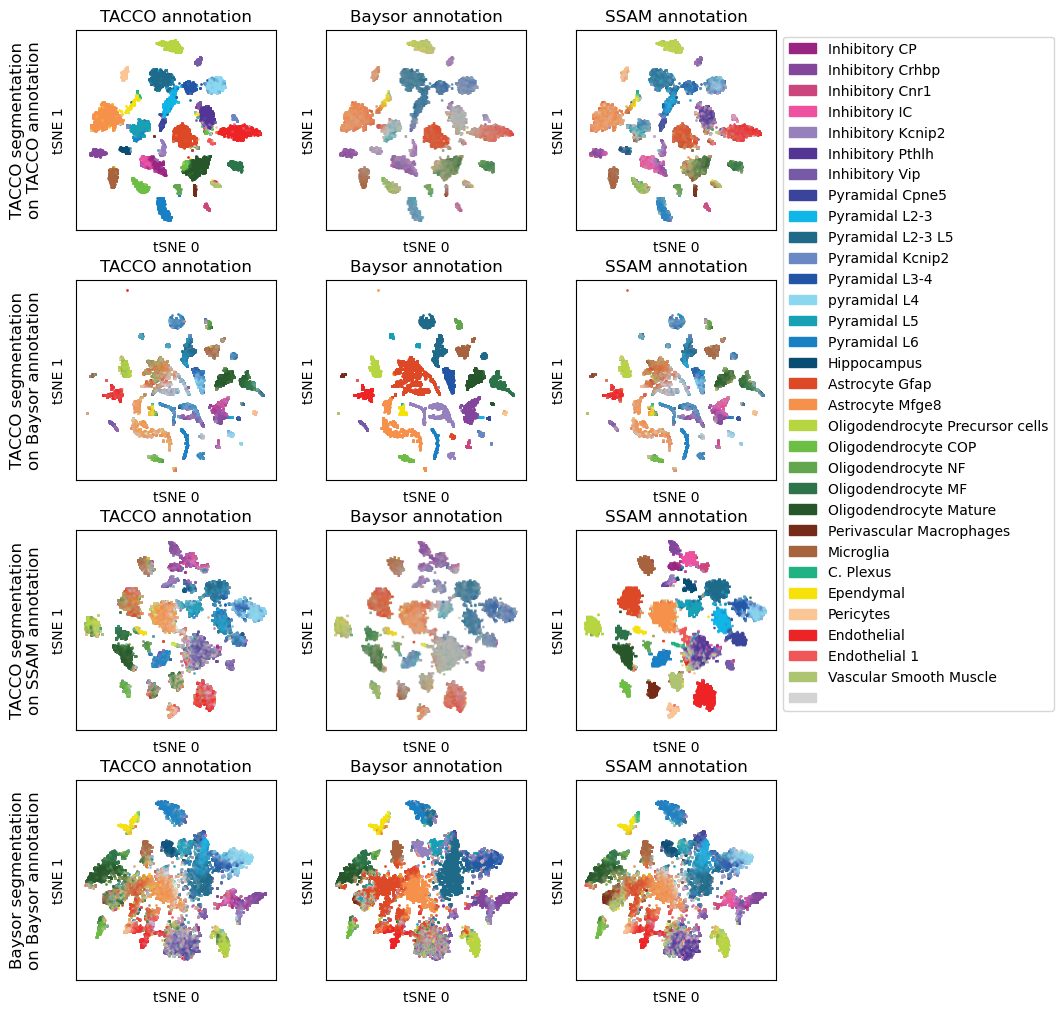 TACCO annotation
Baysor annotation
SSAM annotation
TACCO segmentation
on TACCO annotation
tSNE 1
tSNE 1
tSNE 1
tSNE 0
tSNE 0
tSNE 0
TACCO annotation
Baysor annotation
SSAM annotation
TACCO segmentation
on Baysor annotation
tSNE 1
tSNE 1
tSNE 1
tSNE 0
tSNE 0
tSNE 0
TACCO annotation
Baysor annotation
SSAM annotation
TACCO segmentation
on SSAM annotation
tSNE 1
tSNE 1
tSNE 1
tSNE 0
tSNE 0
tSNE 0
TACCO annotation
Baysor annotation
SSAM annotation
Baysor segmentation
on Baysor annotation
tSNE 1
tSNE 1
tSNE 1
tSNE 0
tSNE 0
tSNE 0
Inhibitory CP
Inhibitory Crhbp
Inhibitory Cnr1
Inhibitory IC
Inhibitory Kcnip2
Inhibitory Pthlh
Inhibitory Vip
Pyramidal Cpne5
Pyramidal L2-3
Pyramidal L2-3 L5
Pyramidal Kcnip2
Pyramidal L3-4
pyramidal L4
Pyramidal L5
Pyramidal L6
Hippocampus
Astrocyte Gfap
Astrocyte Mfge8
Oligodendrocyte Precursor cells
Oligodendrocyte COP
Oligodendrocyte NF
Oligodendrocyte MF
Oligodendrocyte Mature
Perivascular Macrophages
Microglia
C. Plexus
Ependymal
Pericytes
Endothelial
Endothelial 1
Vascular Smooth Muscle